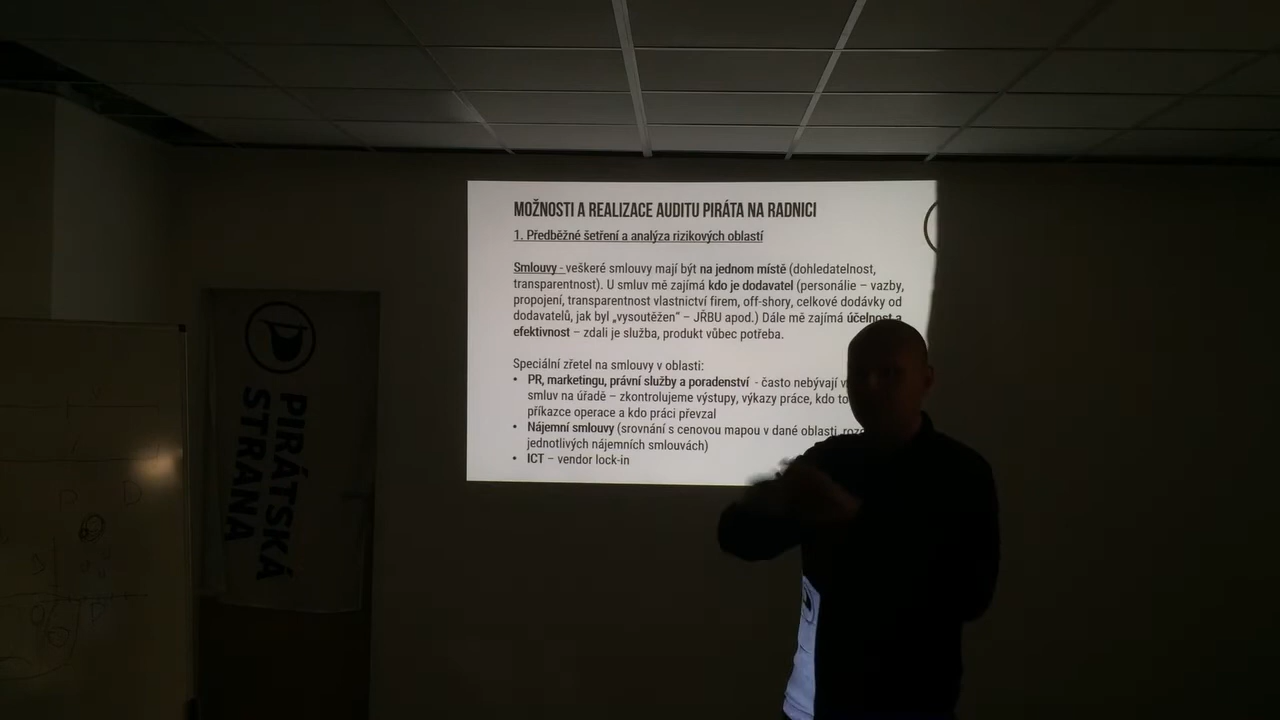 MOŽNOSTI A REALIZACE AUDITU PIRÁTA NA RADNICI
1. Předběžné šetření a analýza rizikových oblastí
Smlouvy - veškeré smlouvy mají být na jednom místě (dohledatelnost,
transparentnost). U smluv mě zajímá kdo je dodavatel (personálie – vazby,
propojení, transparentnost vlastnictví firem, off-shory, celkové dodávky od
dodavatelů, jak byl „vysoutěžen“ – JŘBU apod.) Dále mě zajímá účelnost a
efektivnost – zdali je služba, produkt vůbec potřeba.
Speciální zřetel na smlouvy v oblasti:
• PR, marketingu, právní služby a poradenství - často nebývají v
smluv na úřadě – zkontrolujeme výstupy, výkazy práce, kdo to
příkazce operace a kdo práci převzal
• Nájemní smlouvy (srovnání s cenovou mapou v dané oblasti,
jednotlivých nájemních smlouvách)
• ICT – vendor lock-in
PIRÁTSKÁ
STRANA